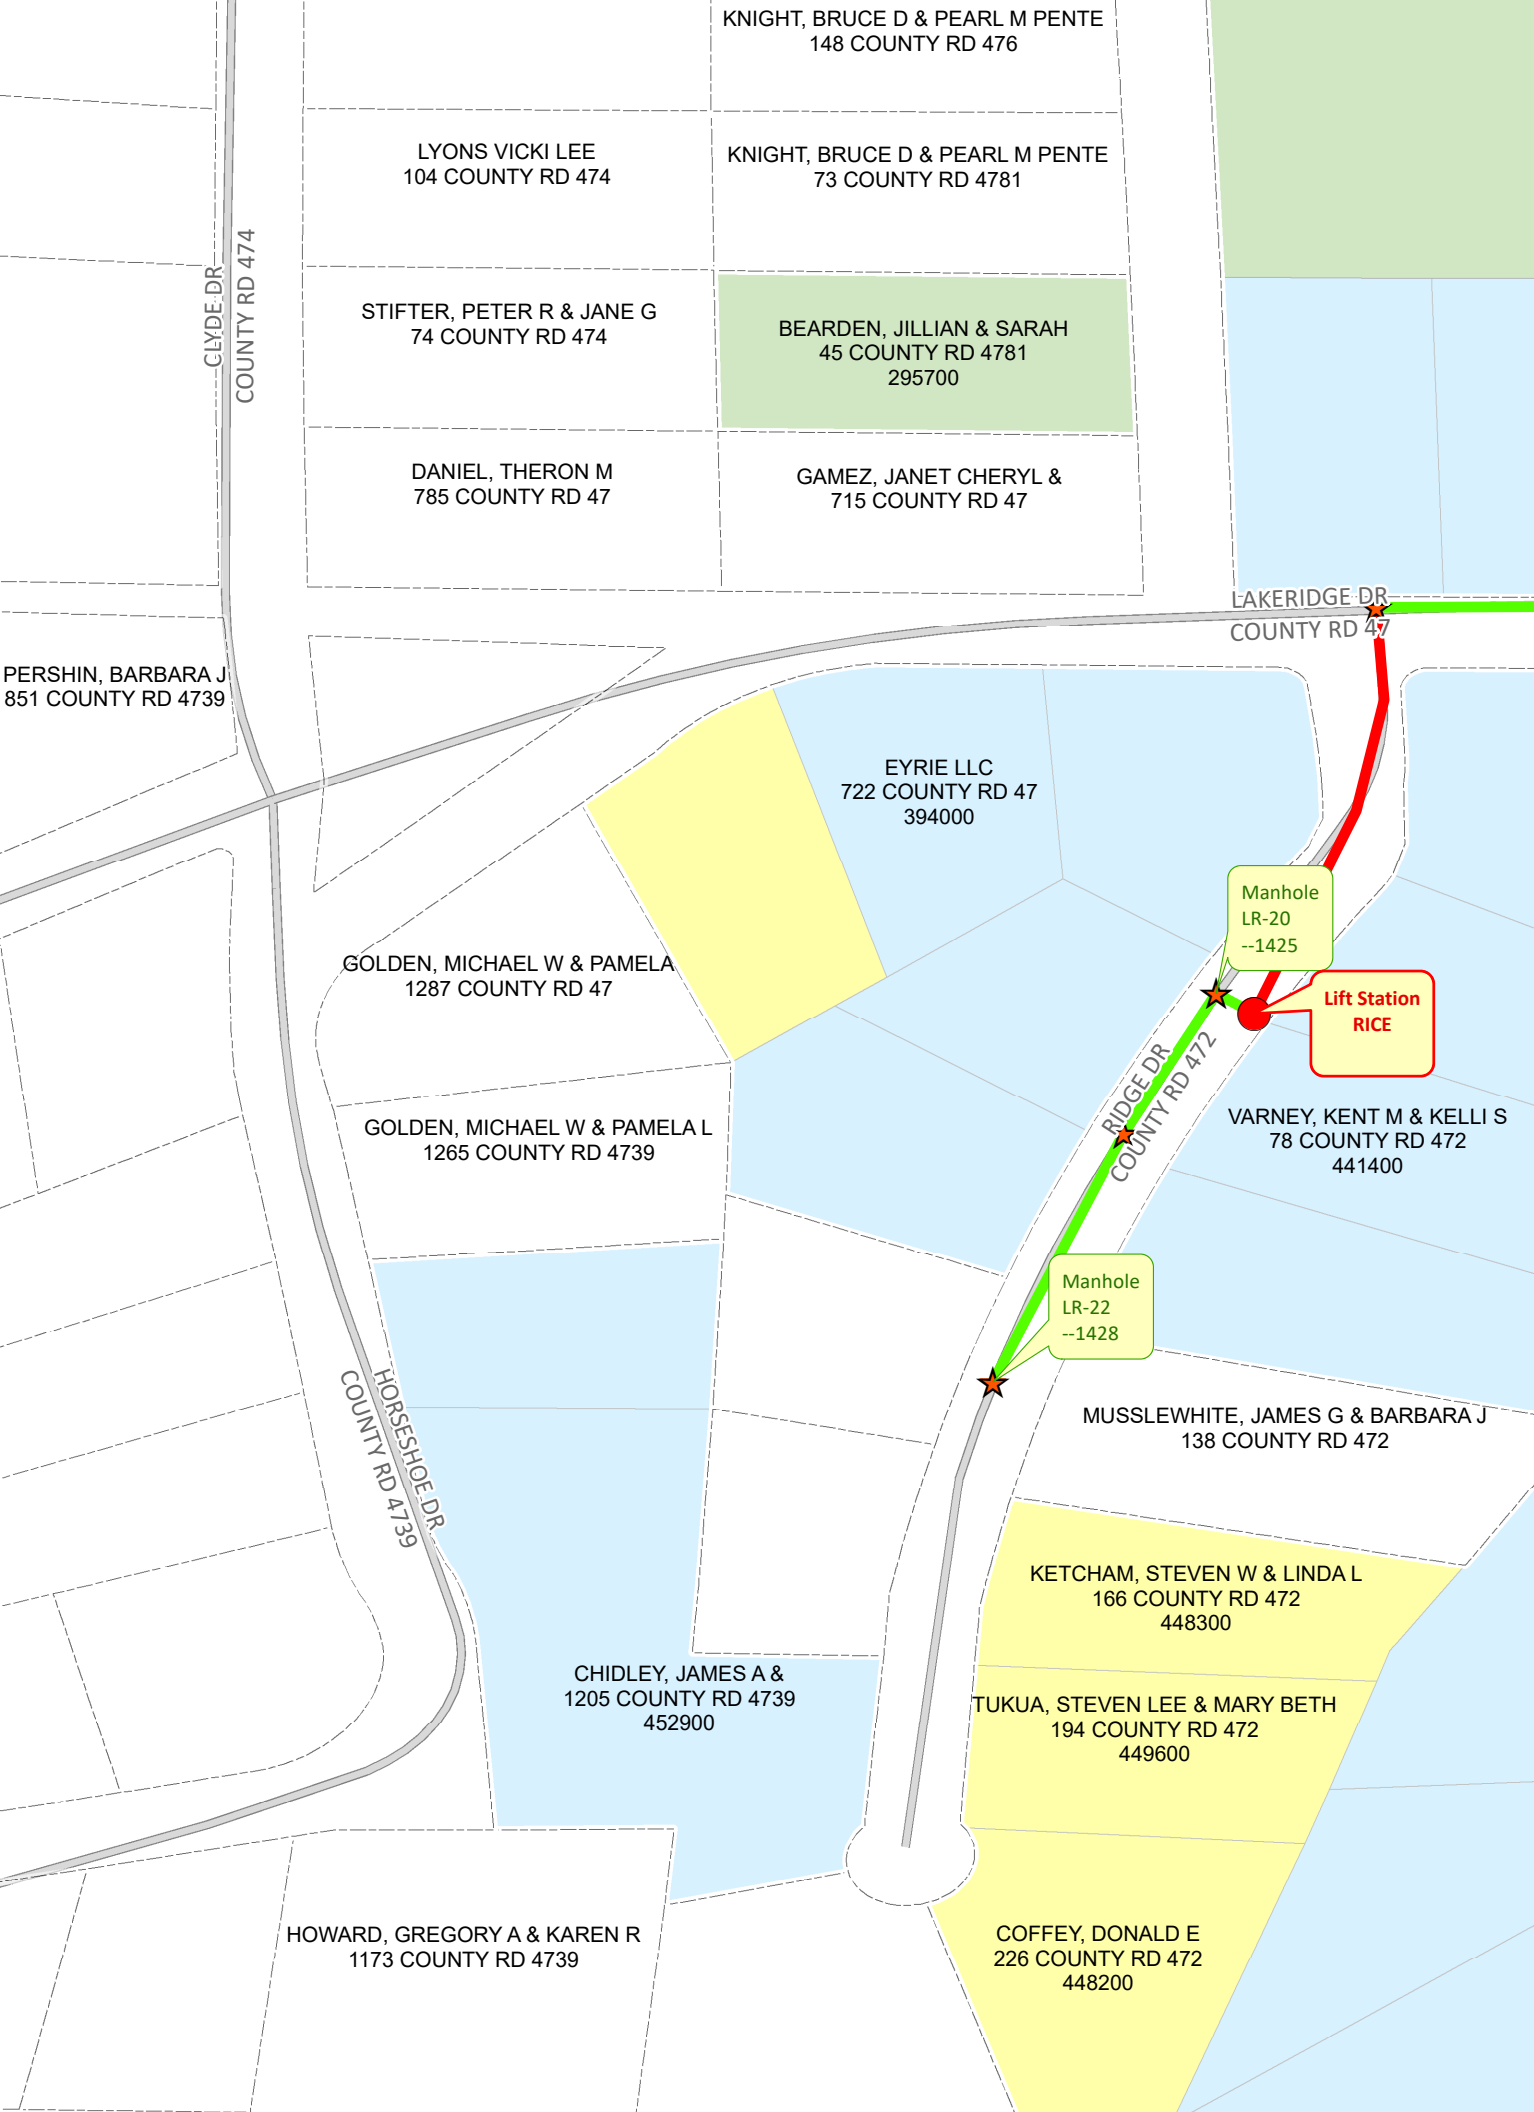 KNIGHT, BRUCE D & PEARL M PENTE
148 COUNTY RD 476
LYONS VICKI LEE
104 COUNTY RD 474
KNIGHT, BRUCE D & PEARL M PENTE
73 COUNTY RD 4781
CLYDE DR
COUNTY RD 474
STIFTER, PETER R & JANE G
74 COUNTY RD 474
BEARDEN, JILLIAN & SARAH
45 COUNTY RD 4781
295700
DANIEL, THERON M
785 COUNTY RD 47
GAMEZ, JANET CHERYL &
715 COUNTY RD 47
LAKERIDGE DR
COUNTY RD 47
PERSHIN, BARBARA J
851 COUNTY RD 4739
EYRIE LLC
722 COUNTY RD 47
394000
Manhole
LR-20
--1425
GOLDEN, MICHAEL W & PAMELA
1287 COUNTY RD 47
Lift Station
RICE
RIDGE DR
COUNTY RD 472
GOLDEN, MICHAEL W & PAMELA L
1265 COUNTY RD 4739
VARNEY, KENT M & KELLI S
78 COUNTY RD 472
441400
Manhole
LR-22
--1428
HORSESHOE DR
COUNTY RD 4739
MUSSLEWHITE, JAMES G & BARBARA J
138 COUNTY RD 472
KETCHAM, STEVEN W & LINDA L
166 COUNTY RD 472
448300
CHIDLEY, JAMES A &
1205 COUNTY RD 4739
452900
TUKUA, STEVEN LEE & MARY BETH
194 COUNTY RD 472
449600
HOWARD, GREGORY A & KAREN R
1173 COUNTY RD 4739
COFFEY, DONALD E
226 COUNTY RD 472
448200